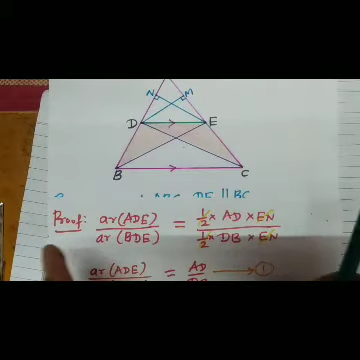 N M
D E
B C
ABC, DE || BC
Proof: ar(ADE) / ar(BDE) = 1/2 × AD × EN / 1/2 × DB × EN
ar(ADE) = AD → ①